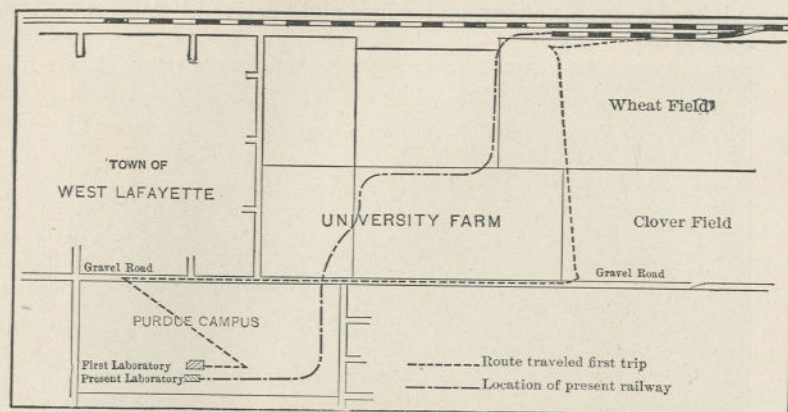 Wheat Field
TOWN OF
WEST LAFAYETTE
UNIVERSITY FARM
Clover Field
Gravel Road
Gravel Road
PURDUE CAMPUS
First Laboratory
Present Laboratory
Route traveled first trip
Location of present railway